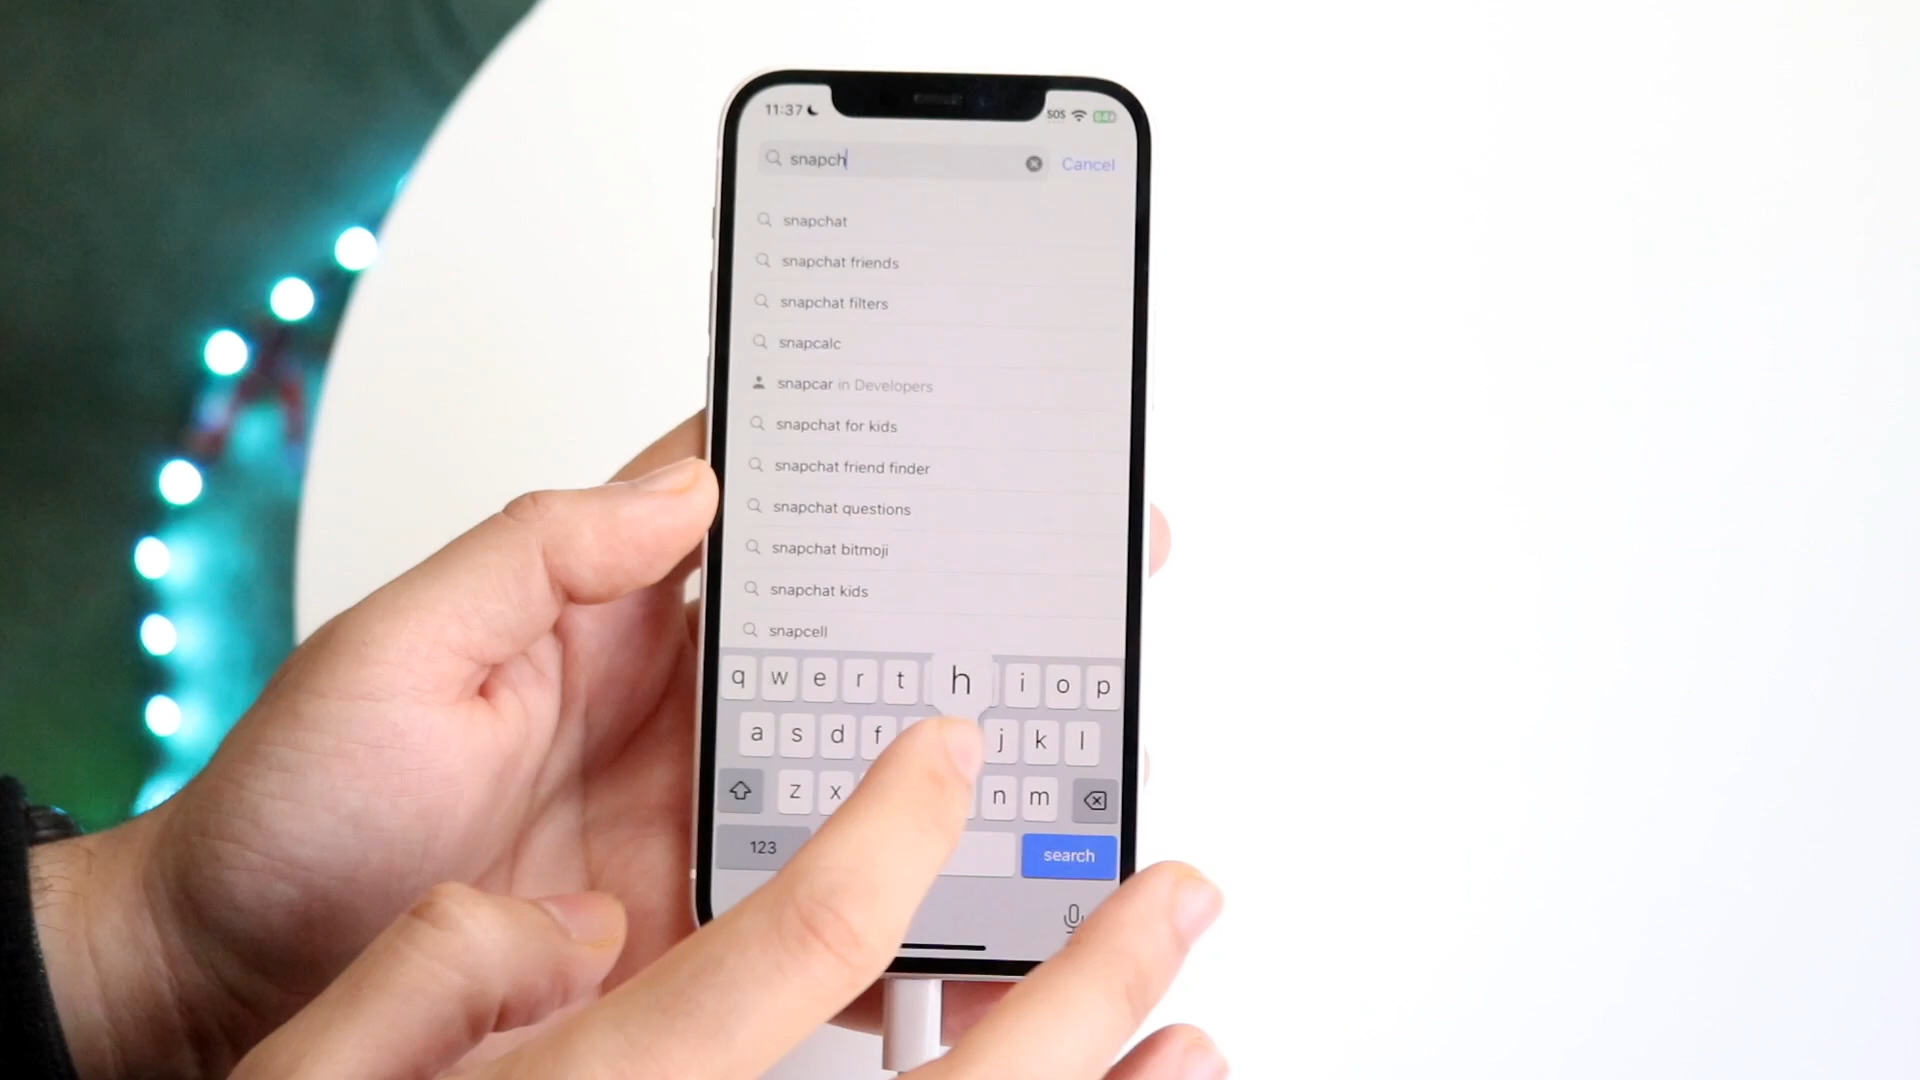 11:37 SOS
snapch Cancel
snapchat
snapchat friends
snapchat filters
snapcalc
snapcar in Developers
snapchat for kids
snapchat friend finder
snapchat questions
snapchat bitmoji
snapchat kids
snapcell
q w e r t h i o p
a s d f j k l
z x n m
123 search